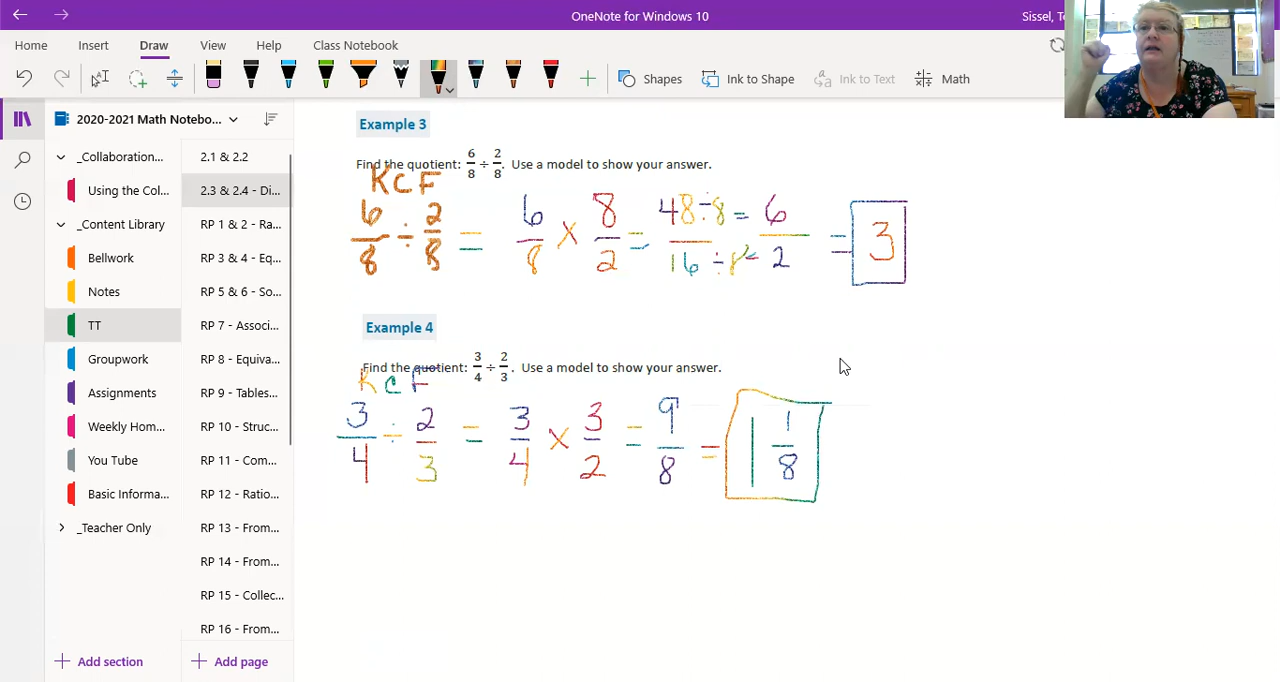 OneNote for Windows 10
Sissel, Te
Home Insert Draw View Help Class Notebook
Shapes Ink to Shape Ink to Text Math
2020-2021 Math Notebo...
_Collaboration...
Using the Col...
_Content Library
Bellwork
Notes
TT
Groupwork
Assignments
Weekly Hom...
You Tube
Basic Informa...
_Teacher Only
Add section
2.1 & 2.2
2.3 & 2.4 - Di...
RP 1 & 2 - Ra...
RP 3 & 4 - Eq...
RP 5 & 6 - So...
RP 7 - Associ...
RP 8 - Equiva...
RP 9 - Tables...
RP 10 - Struc...
RP 11 - Com...
RP 12 - Ratio...
RP 13 - From...
RP 14 - From...
RP 15 - Collec...
RP 16 - From...
Add page
Example 3
Find the quotient: 6/8 ÷ 2/8. Use a model to show your answer.
K C F
6/8 ÷ 2/8 = 6/8 × 8/2 = 48÷8/16÷8 = 6/2 = 3
Example 4
Find the quotient: 3/4 ÷ 2/3. Use a model to show your answer.
K C F
3/4 ÷ 2/3 = 3/4 × 3/2 = 9/8 = 1 1/8